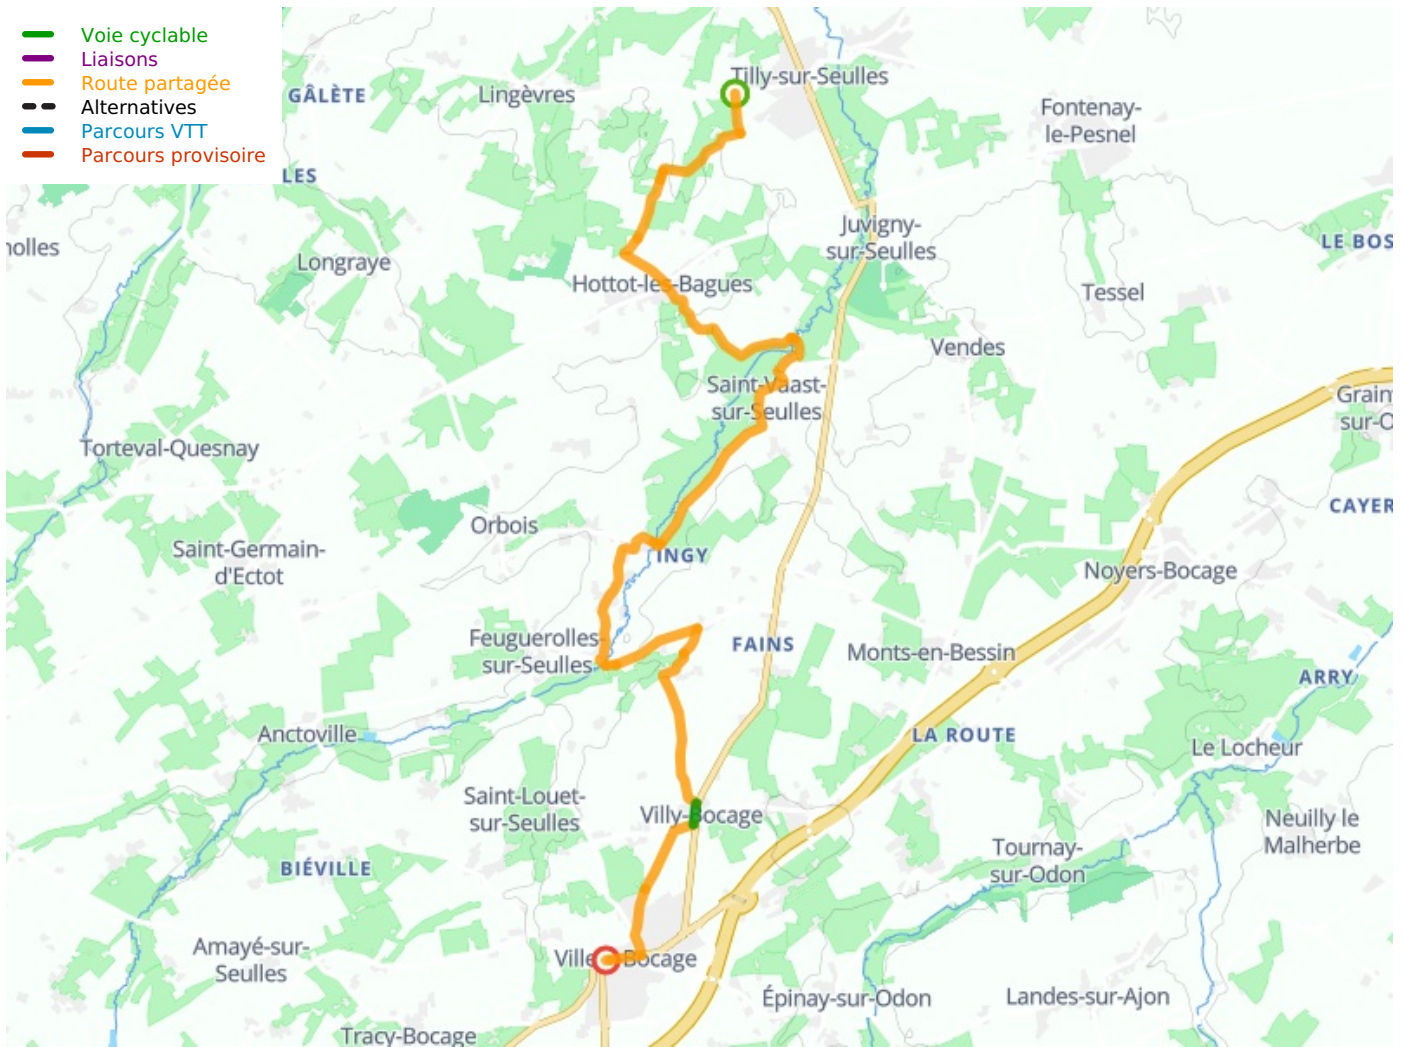 Voie cyclable
Liaisons
Route partagée
Alternatives
Parcours VTT
Parcours provisoire
Tilly-sur-Seulles
GÂLÈTE
Lingèvres
Fontenay-
le-Pesnel
LES
Juvigny-
sur-Seulles
LE BOS
nolles
Longraye
Hottot-les-Bagues
Tessel
Vendes
Saint-Vaast-
sur-Seulles
Grain
sur-O
Torteval-Quesnay
CAYER
Orbois
Saint-Germain-
d'Ectot
INGY
Noyers-Bocage
Feuguerolles-
sur-Seulles
FAINS
Monts-en-Bessin
ARRY
Anctoville
LA ROUTE
Le Locheur
Saint-Louet-
sur-Seulles
Villy-Bocage
Neuilly le
Malherbe
Tournay-
sur-Odon
BIÉVILLE
Amayé-sur-
Seulles
Ville Bocage
Épinay-sur-Odon
Landes-sur-Ajon
Tracy-Bocage